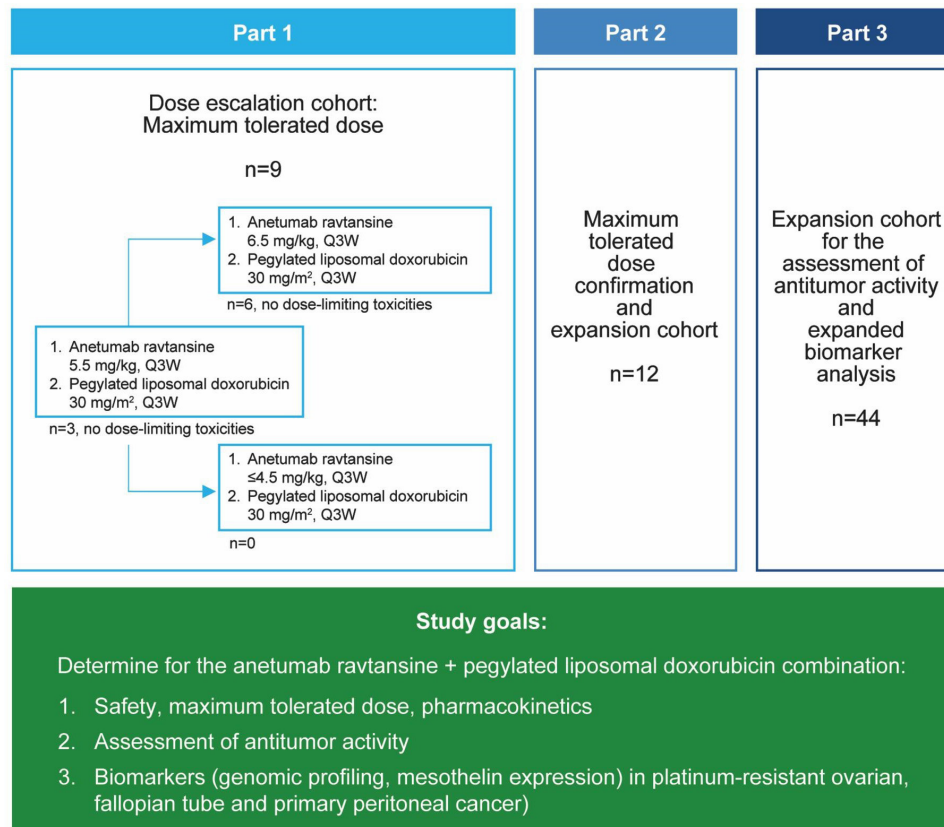 Part 1
Dose escalation cohort:
Maximum tolerated dose
n=9
1. Anetumab ravtansine
6.5 mg/kg, Q3W
2. Pegylated liposomal doxorubicin
30 mg/m², Q3W
n=6, no dose-limiting toxicities
1. Anetumab ravtansine
5.5 mg/kg, Q3W
2. Pegylated liposomal doxorubicin
30 mg/m², Q3W
n=3, no dose-limiting toxicities
1. Anetumab ravtansine
≤4.5 mg/kg, Q3W
2. Pegylated liposomal doxorubicin
30 mg/m², Q3W
n=0
Part 2
Maximum
tolerated
dose
confirmation
and
expansion cohort
n=12
Part 3
Expansion cohort
for the
assessment of
antitumor activity
and
expanded
biomarker
analysis
n=44
Study goals:
Determine for the anetumab ravtansine + pegylated liposomal doxorubicin combination:
1. Safety, maximum tolerated dose, pharmacokinetics
2. Assessment of antitumor activity
3. Biomarkers (genomic profiling, mesothelin expression) in platinum-resistant ovarian,
fallopian tube and primary peritoneal cancer)